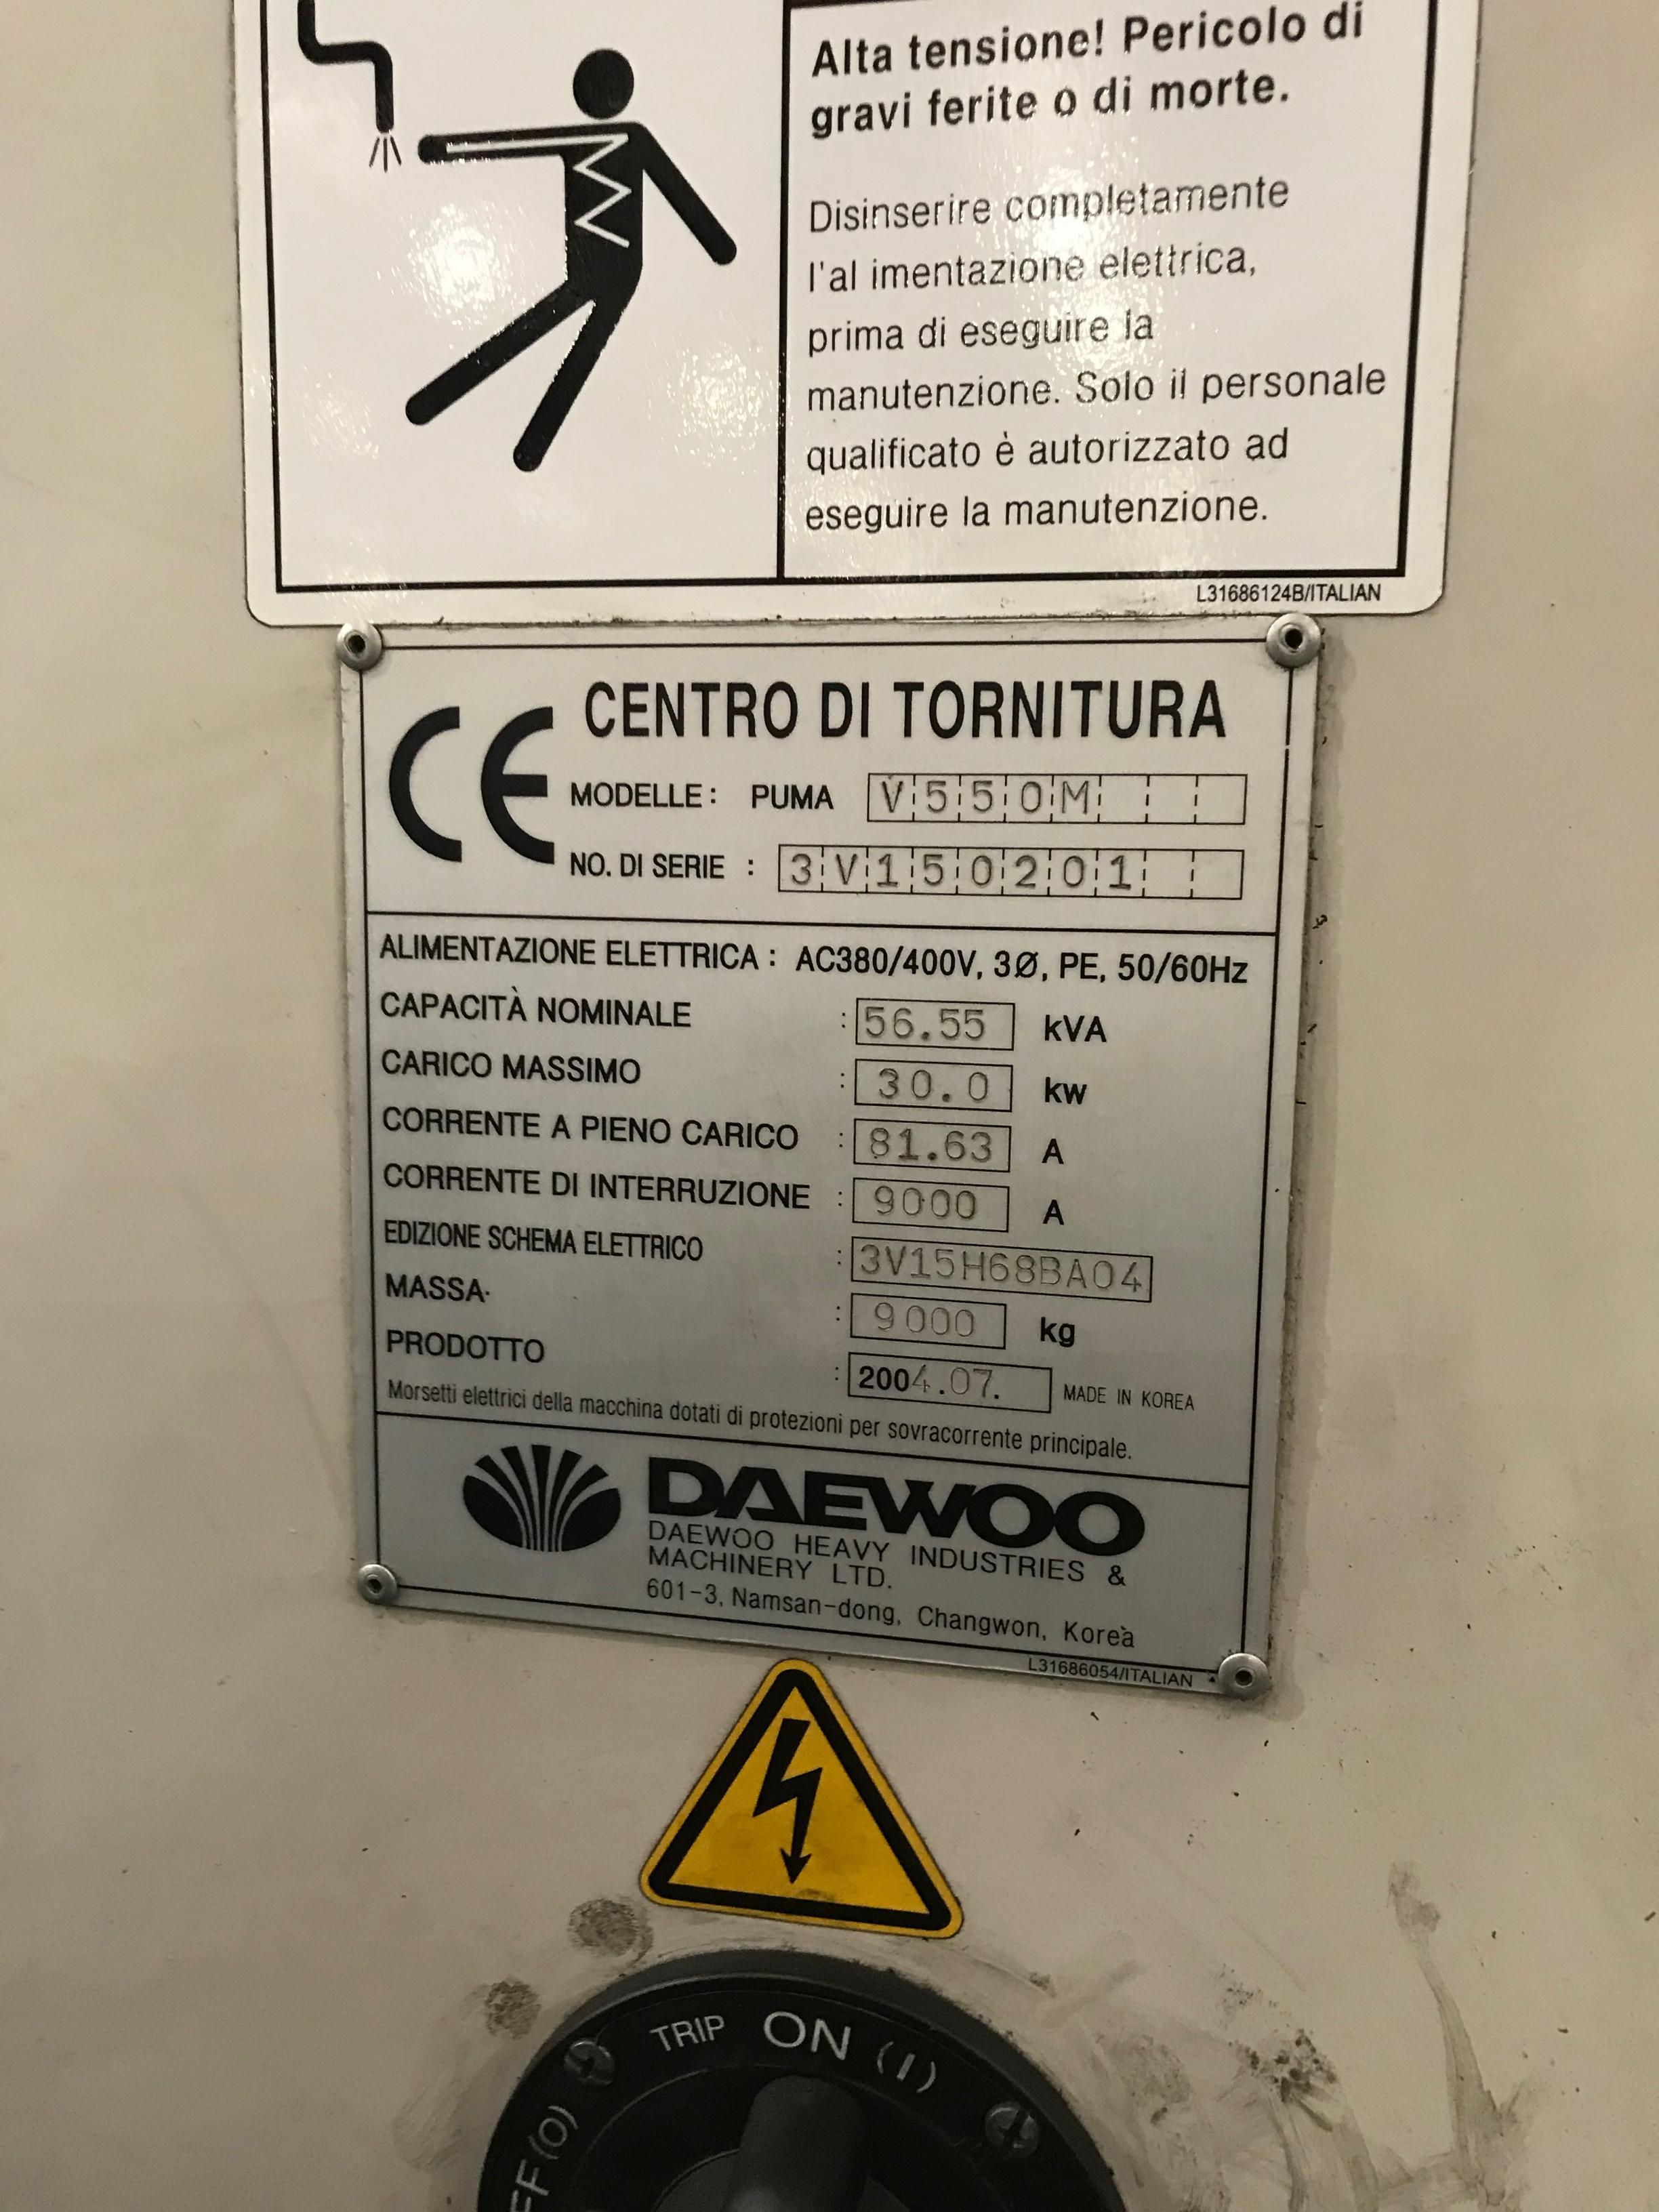 Alta tensione! Pericolo di
gravi ferite o di morte.
Disinserire completamente
l'al imentazione elettrica,
prima di eseguire la
manutenzione. Solo il personale
qualificato è autorizzato ad
eseguire la manutenzione.
L31686124B/ITALIAN
CE
CENTRO DI TORNITURA
MODELLE: PUMA V550M
NO. DI SERIE : 3V150201
ALIMENTAZIONE ELETTRICA : AC380/400V, 3Ø, PE, 50/60Hz
CAPACITÀ NOMINALE : 56.55 kVA
CARICO MASSIMO : 30.0 kw
CORRENTE A PIENO CARICO : 81.63 A
CORRENTE DI INTERRUZIONE : 9000 A
EDIZIONE SCHEMA ELETTRICO : 3V15H68BA04
MASSA : 9000 kg
PRODOTTO : 2004.07. MADE IN KOREA
Morsetti elettrici della macchina dotati di protezioni per sovracorrente principale.
DAEWOO
DAEWOO HEAVY INDUSTRIES &
MACHINERY LTD.
601-3, Namsan-dong, Changwon, Korea
L31686054/ITALIAN
TRIP ON (I)
FF(O)